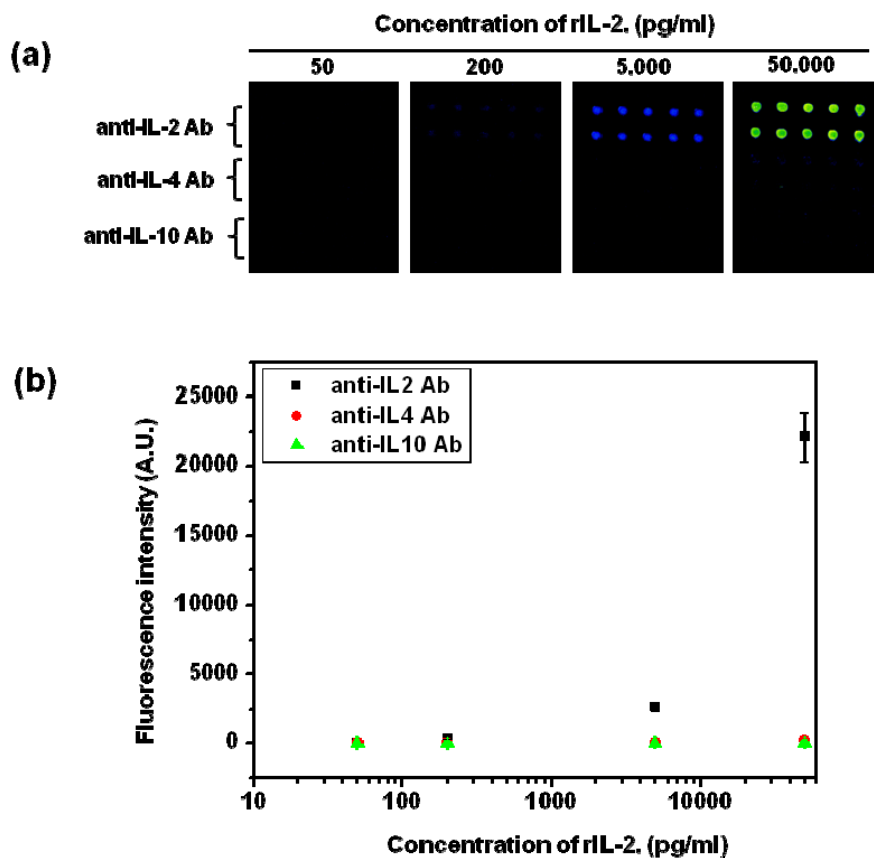 (a)
Concentration of rIL-2. (pg/ml)
50 200 5.000 50.000
anti-IL-2 Ab
anti-IL-4 Ab
anti-IL-10 Ab
(b)
anti-IL2 Ab
anti-IL4 Ab
anti-IL10 Ab
Fluorescence intensity (A.U.)
25000
20000
15000
10000
5000
0
10 100 1000 10000
Concentration of rIL-2. (pg/ml)